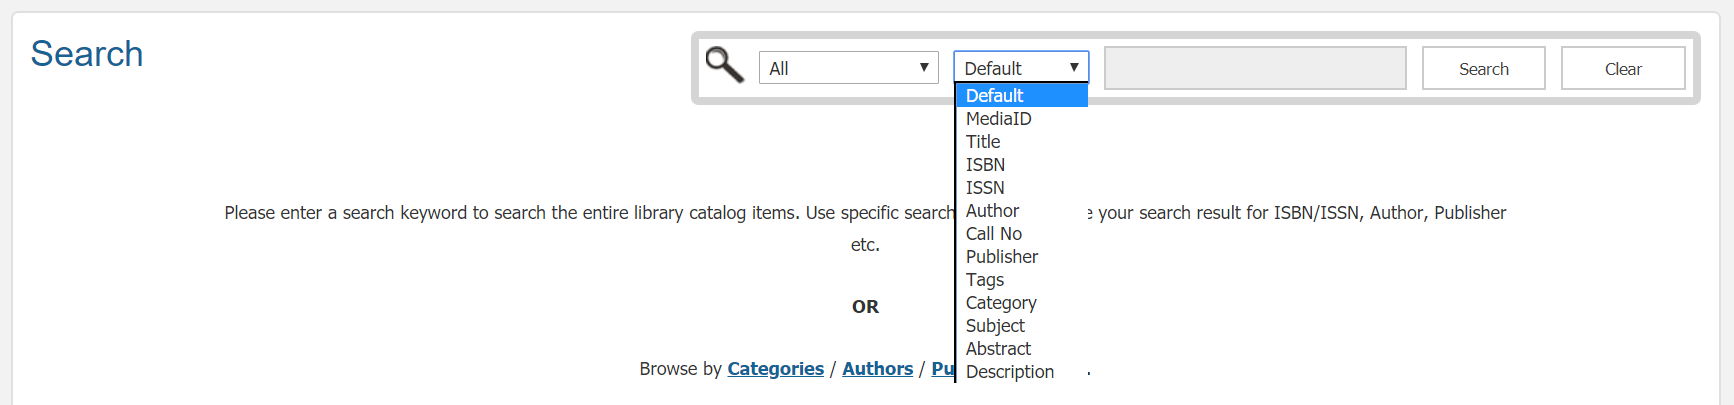 Search
All
Default
Search
Clear
Default
MediaID
Title
ISBN
ISSN
Author
Call No
Publisher
Tags
Category
Subject
Abstract
Description
Please enter a search keyword to search the entire library catalog items. Use specific search e your search result for ISBN/ISSN, Author, Publisher
etc.
OR
Browse by Categories / Authors / Pu .